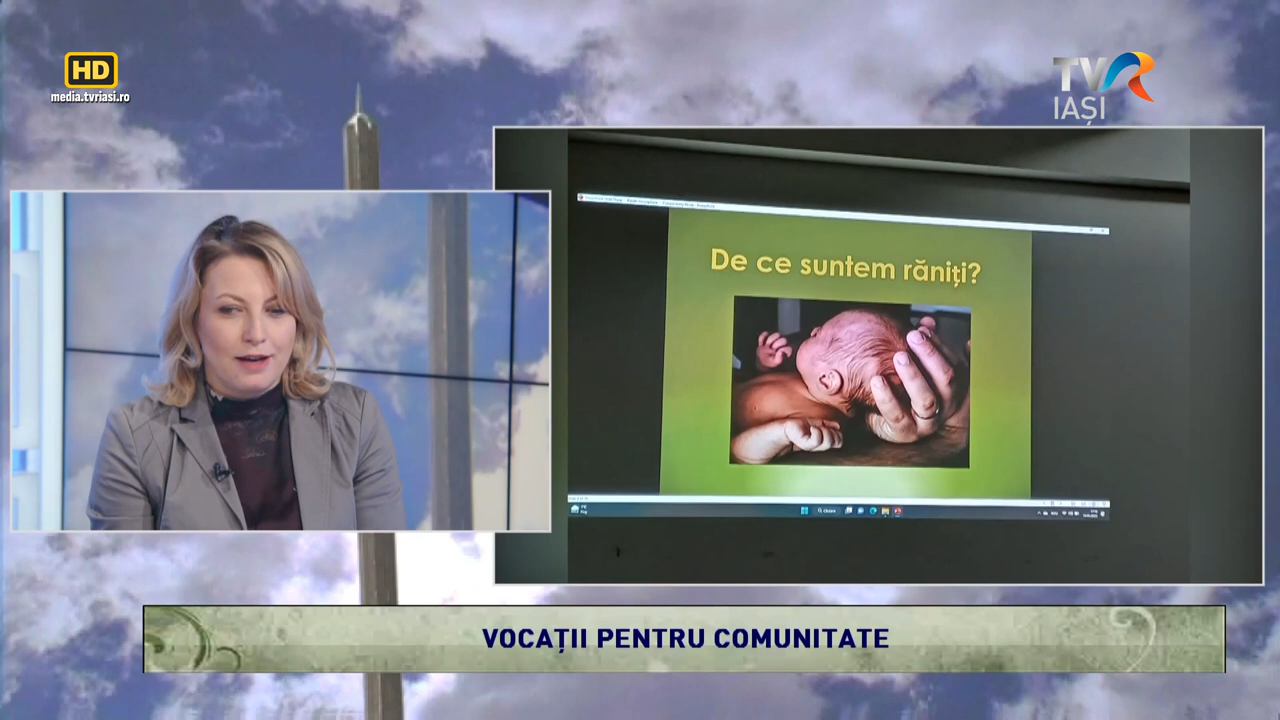 HD
media.tvriasi.ro
TVR
IAȘI
De ce suntem răniți?
VOCAȚII PENTRU COMUNITATE